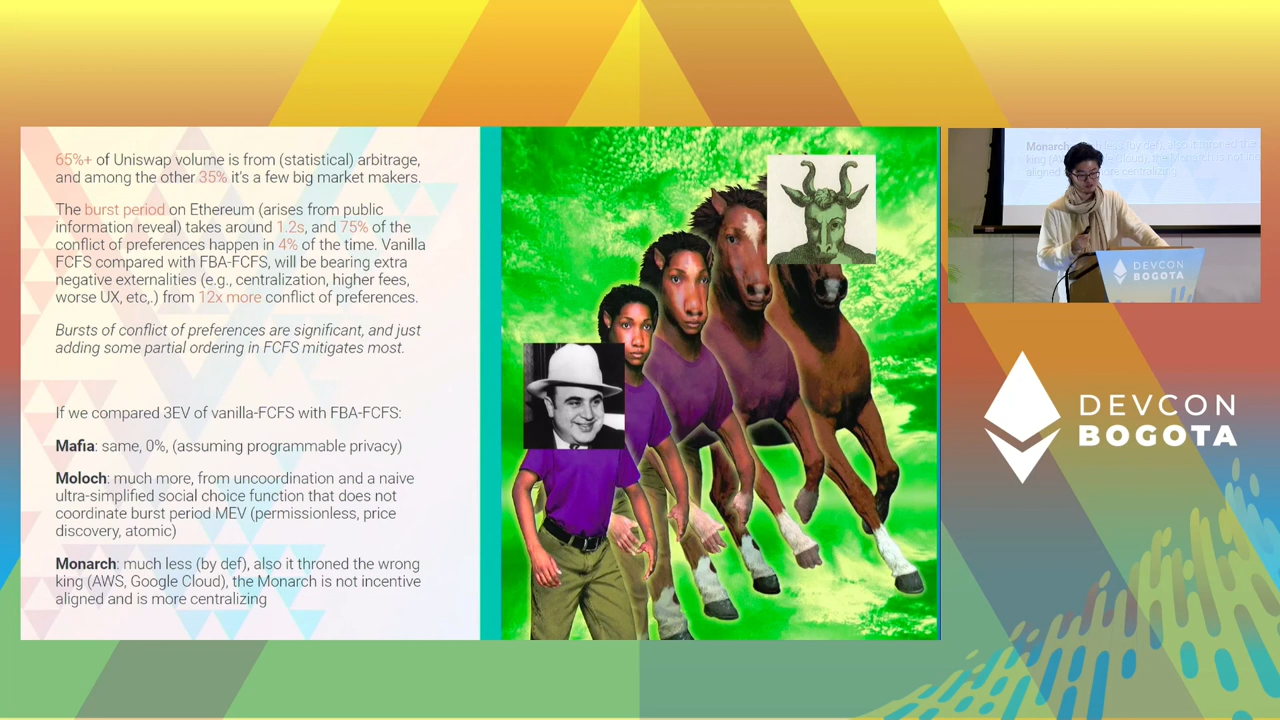 65%+ of Uniswap volume is from (statistical) arbitrage,
and among the other 35% it's a few big market makers.
The burst period on Ethereum (arises from public
information reveal) takes around 1.2s, and 75% of the
conflict of preferences happen in 4% of the time. Vanilla
FCFS compared with FBA-FCFS, will be bearing extra
negative externalities (e.g., centralization, higher fees,
worse UX, etc,.) from 12x more conflict of preferences.
Bursts of conflict of preferences are significant, and just
adding some partial ordering in FCFS mitigates most.
If we compared 3EV of vanilla-FCFS with FBA-FCFS:
Mafia: same, 0%, (assuming programmable privacy)
Moloch: much more, from uncoordination and a naive
ultra-simplified social choice function that does not
coordinate burst period MEV (permissionless, price
discovery, atomic)
Monarch: much less (by def), also it throned the wrong
king (AWS, Google Cloud), the Monarch is not incentive
aligned and is more centralizing
Monarch
king
aligned
centralizing
DEVCON
BOGOTA
DEVCON
BOGOTA